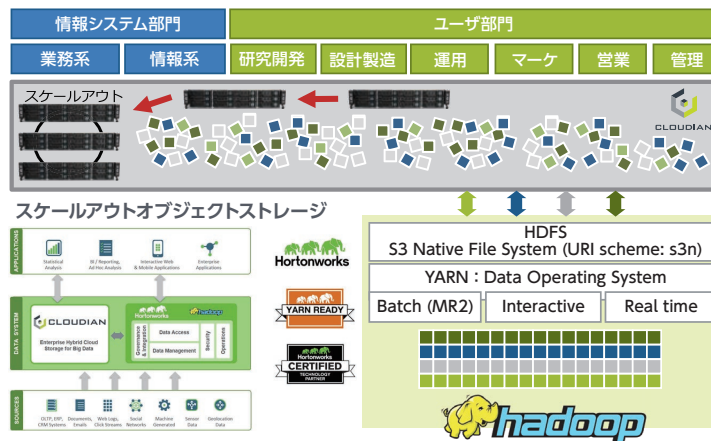 情報システム部門
ユーザ部門
業務系
情報系
研究開発
設計製造
運用
マーケ
営業
管理
スケールアウト
CLOUDIAN
スケールアウトオブジェクトストレージ
APPLICATIONS
Statistical
Analysis
BI / Reporting,
Ad Hoc Analysis
Interactive Web
& Mobile Applications
Enterprise
Applications
DATA SYSTEM
CLOUDIAN
Enterprise Hybrid Cloud
Storage for Big Data
Hortonworks
hadoop
Governance
& Integration
Data Access
Data Management
Security
Operations
SOURCES
OLTP, ERP,
CRM Systems
Documents,
Emails
Web Logs,
Click Streams
Social
Networks
Machine
Generated
Sensor
Data
Geolocation
Data
Hortonworks
YARN READY
Hortonworks
CERTIFIED
TECHNOLOGY
PARTNER
HDFS
S3 Native File System (URI scheme: s3n)
YARN：Data Operating System
Batch (MR2)
Interactive
Real time
hadoop